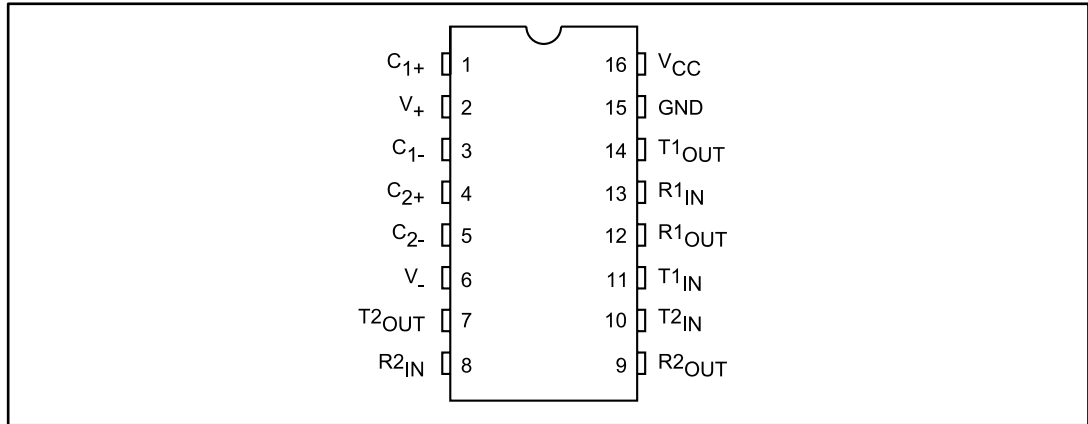 C1+ 1 16 VCC
V+ 2 15 GND
C1- 3 14 T1OUT
C2+ 4 13 R1IN
C2- 5 12 R1OUT
V- 6 11 T1IN
T2OUT 7 10 T2IN
R2IN 8 9 R2OUT